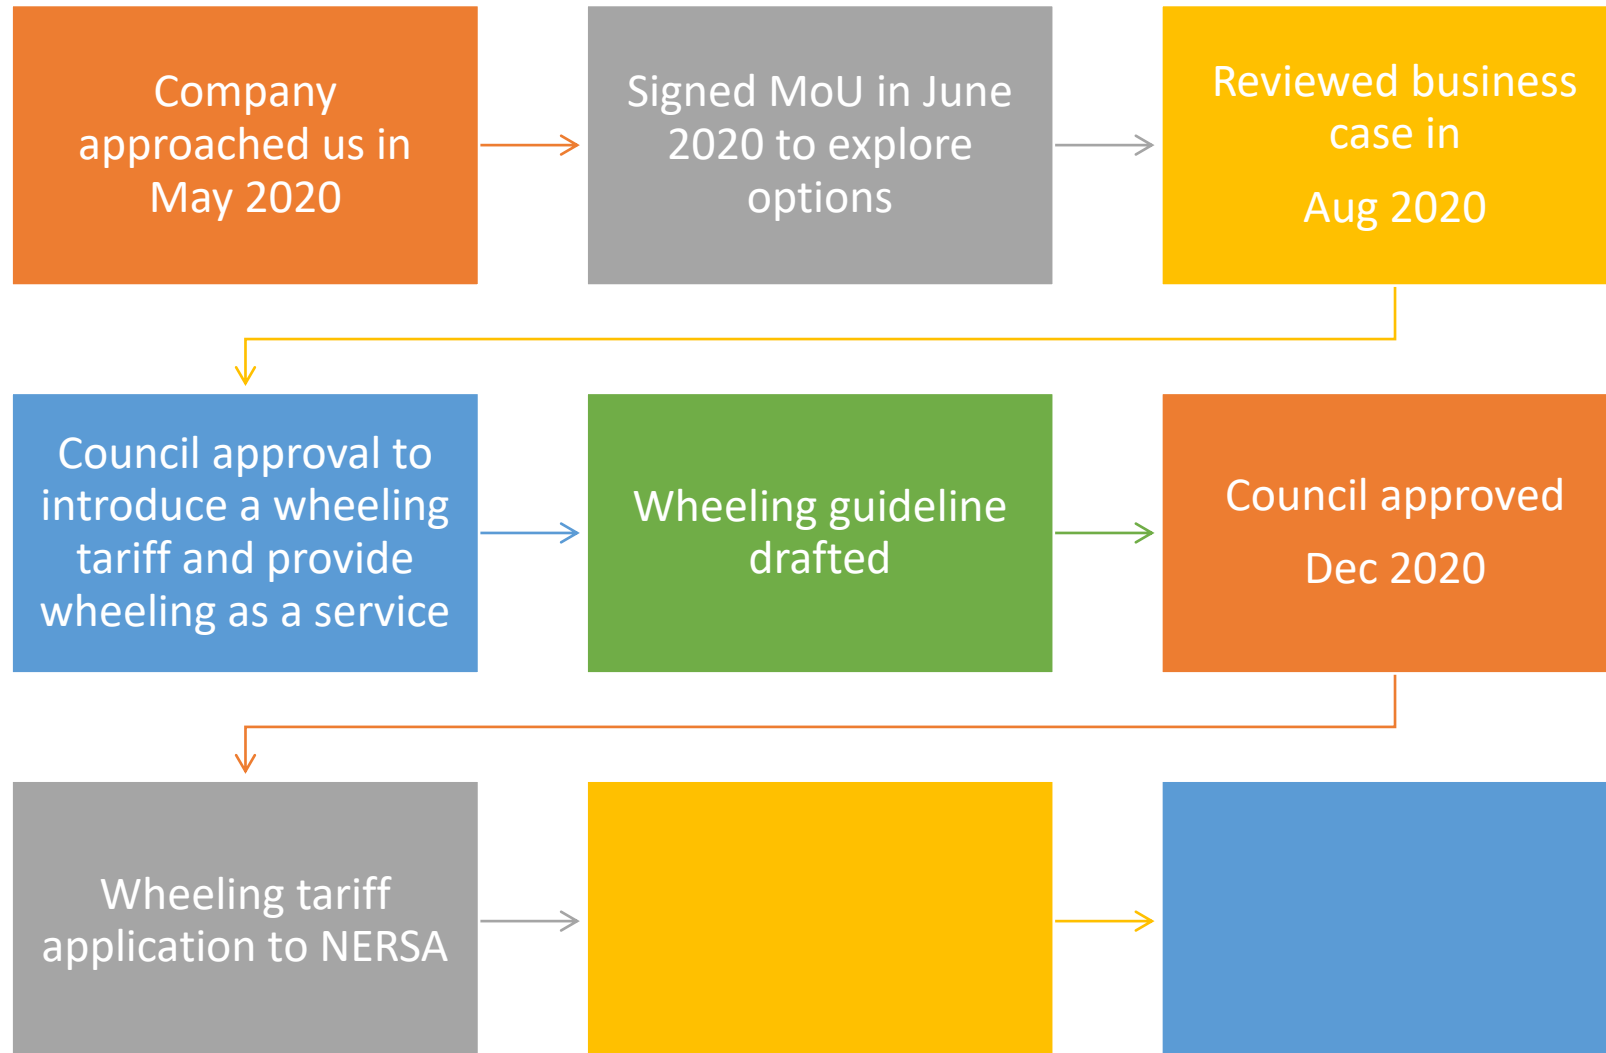 Company
approached us in
May 2020
Signed MoU in June
2020 to explore
options
Reviewed business
case in
Aug 2020
Council approval to
introduce a wheeling
tariff and provide
wheeling as a service
Wheeling guideline
drafted
Council approved
Dec 2020
Wheeling tariff
application to NERSA